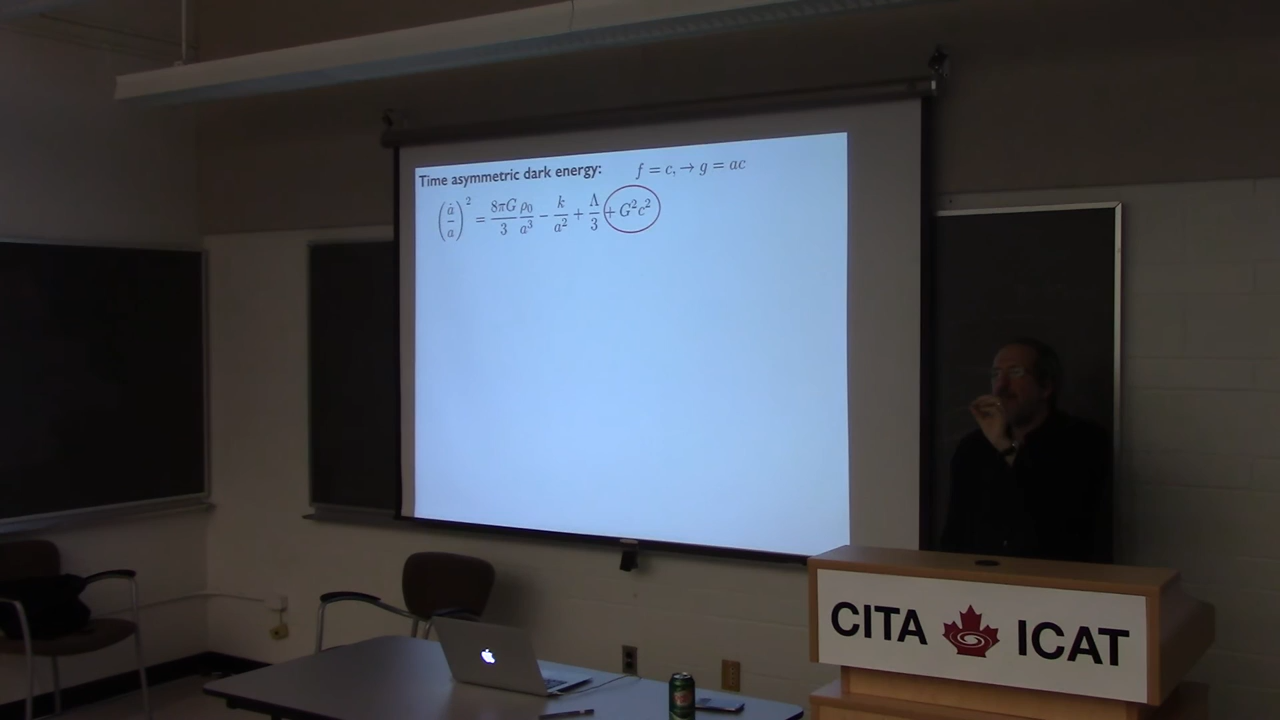 Time asymmetric dark energy: f = c, → g = ac
(ȧ/a)² = 8πG/3 ρ₀/a³ − k/a² + Λ/3 + G²c²
CITA ICAT